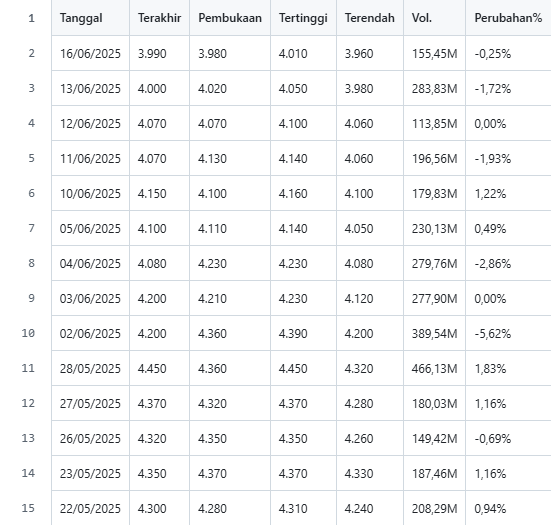 1 Tanggal Terakhir Pembukaan Tertinggi Terendah Vol. Perubahan%
2 16/06/2025 3.990 3.980 4.010 3.960 155,45M -0,25%
3 13/06/2025 4.000 4.020 4.050 3.980 283,83M -1,72%
4 12/06/2025 4.070 4.070 4.100 4.060 113,85M 0,00%
5 11/06/2025 4.070 4.130 4.140 4.060 196,56M -1,93%
6 10/06/2025 4.150 4.100 4.160 4.100 179,83M 1,22%
7 05/06/2025 4.100 4.110 4.140 4.050 230,13M 0,49%
8 04/06/2025 4.080 4.230 4.230 4.080 279,76M -2,86%
9 03/06/2025 4.200 4.210 4.230 4.120 277,90M 0,00%
10 02/06/2025 4.200 4.360 4.390 4.200 389,54M -5,62%
11 28/05/2025 4.450 4.360 4.450 4.320 466,13M 1,83%
12 27/05/2025 4.370 4.320 4.370 4.280 180,03M 1,16%
13 26/05/2025 4.320 4.350 4.350 4.260 149,42M -0,69%
14 23/05/2025 4.350 4.370 4.370 4.330 187,46M 1,16%
15 22/05/2025 4.300 4.280 4.310 4.240 208,29M 0,94%